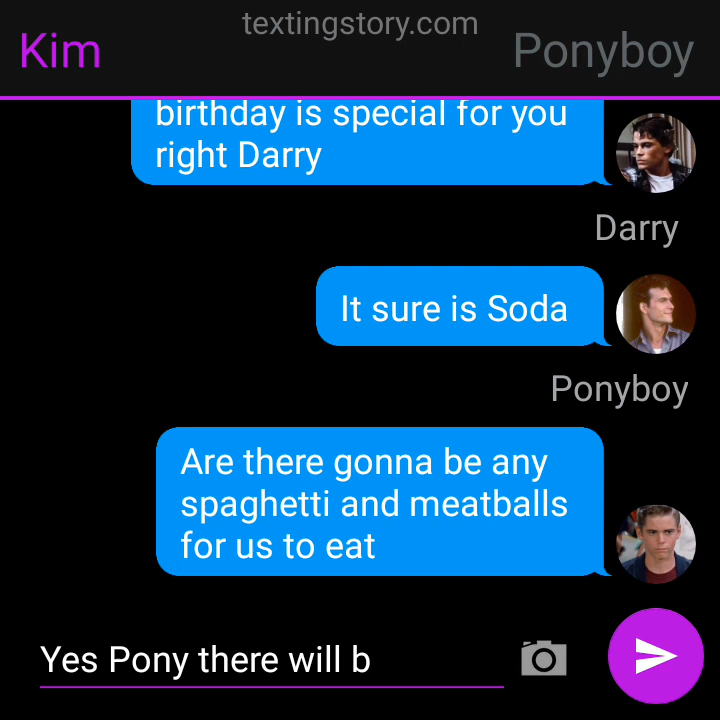 textingstory.com
Kim
Ponyboy
birthday is special for you
right Darry
Darry
It sure is Soda
Ponyboy
Are there gonna be any
spaghetti and meatballs
for us to eat
Yes Pony there will b